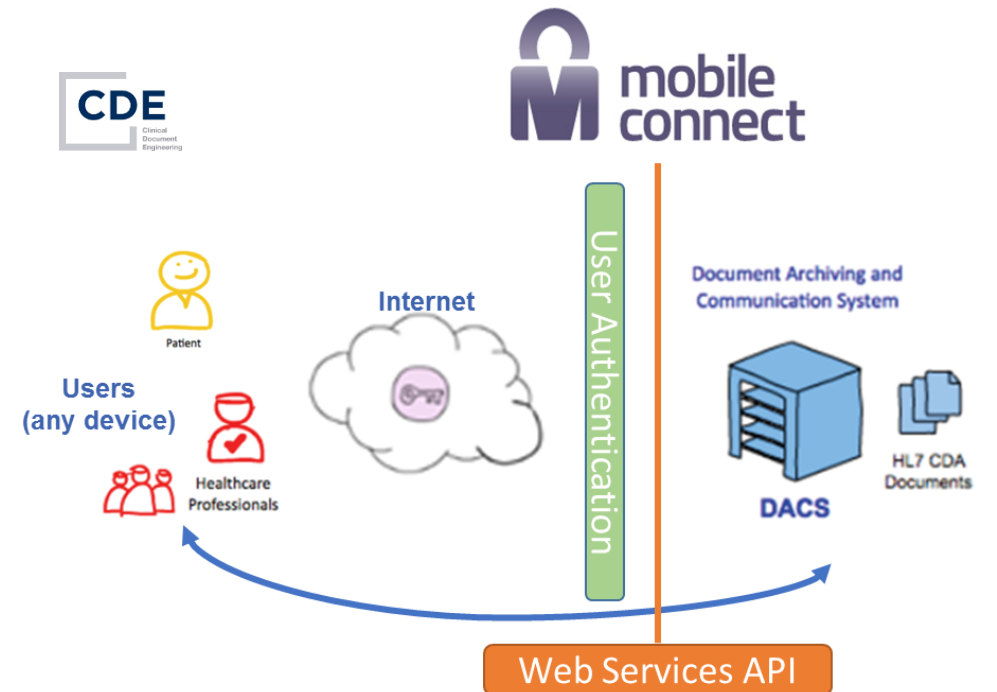 CDE
Clinical
Document
Engineering
mobile
connect
Patient
Users
(any device)
Healthcare
Professionals
Internet
User Authentication
Document Archiving and
Communication System
DACS
HL7 CDA
Documents
Web Services API